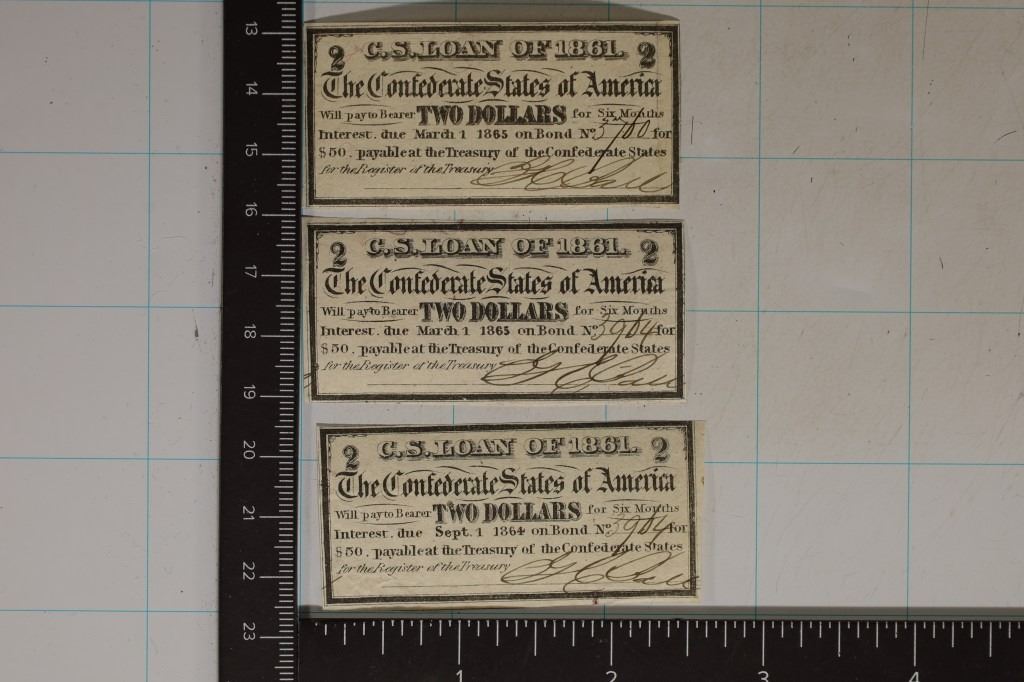 2 C.S. LOAN OF 1861. 2
The Confederate States of America
Will pay to Bearer TWO DOLLARS for Six Months
Interest. due March 1 1865 on Bond No. 3700 for
$50. payable at the Treasury of the Confederate States
for the Register of the Treasury
2 C.S. LOAN OF 1861. 2
The Confederate States of America
Will pay to Bearer TWO DOLLARS for Six Months
Interest. due March 1 1865 on Bond No. 3904 for
$50. payable at the Treasury of the Confederate States
for the Register of the Treasury
2 C.S. LOAN OF 1861. 2
The Confederate States of America
Will pay to Bearer TWO DOLLARS for Six Months
Interest. due Sept. 1 1864 on Bond No. 3904 for
$50. payable at the Treasury of the Confederate States
for the Register of the Treasury
13
14
15
16
17
18
19
20
21
22
23
1 2 3 4